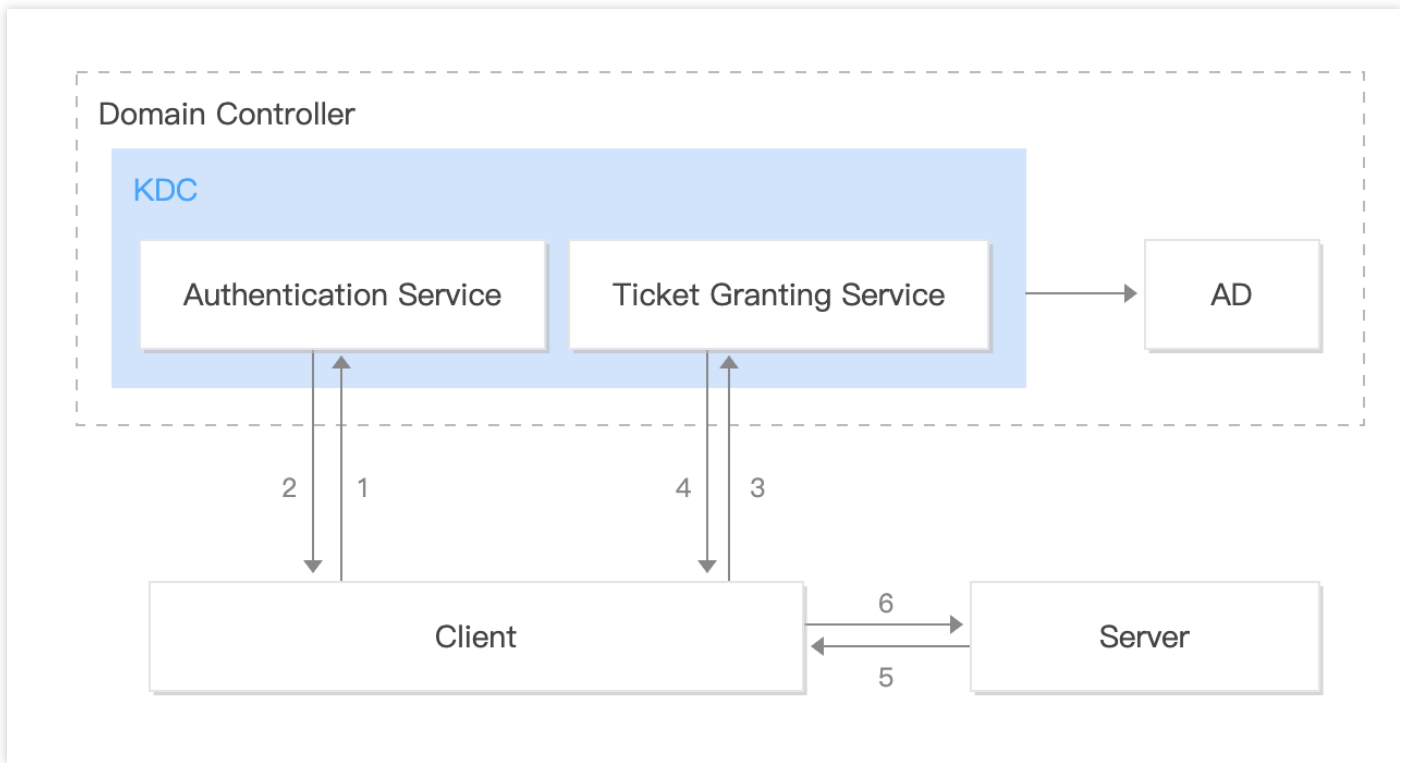 Domain Controller
KDC
Authentication Service
Ticket Granting Service
AD
2
1
4
3
6
Client
Server
5